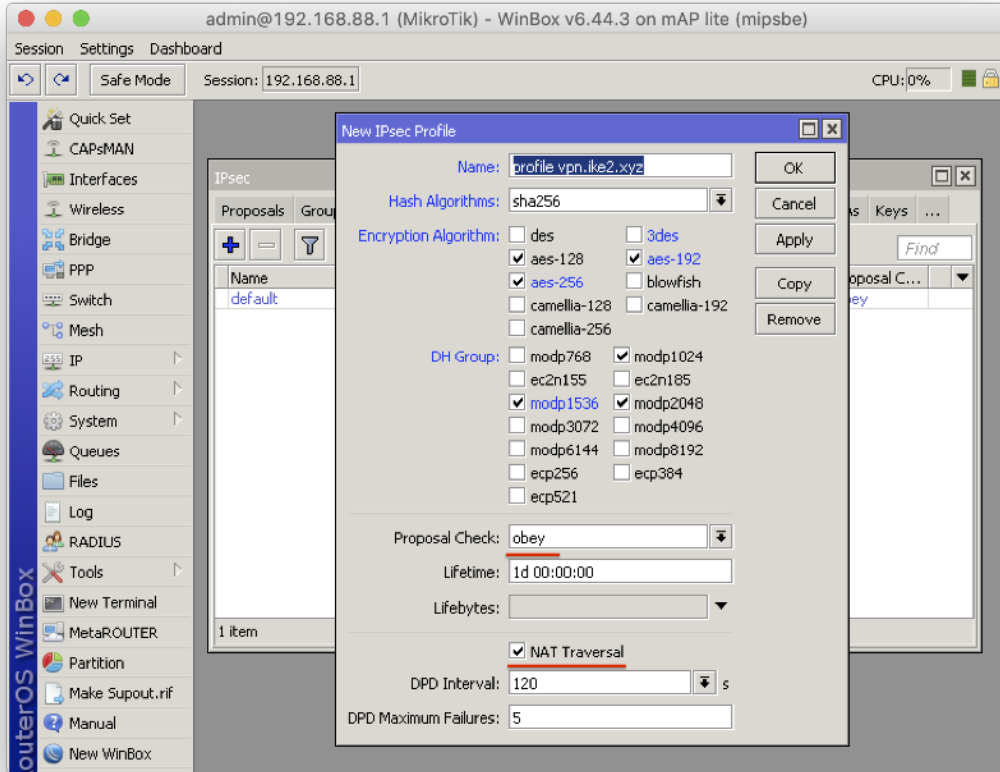 admin@192.168.88.1 (MikroTik) - WinBox v6.44.3 on mAP lite (mipsbe)
Session Settings Dashboard
Safe Mode Session: 192.168.88.1 CPU: 0%
Quick Set
CAPsMAN
Interfaces
Wireless
Bridge
PPP
Switch
Mesh
IP
Routing
System
Queues
Files
Log
RADIUS
Tools
New Terminal
MetaROUTER
Partition
Make Supout.rif
Manual
New WinBox
outerOS WinBox
IPsec
Proposals Grou
Keys ...
Find
Name
oposal C...
default
ey
1 item
New IPsec Profile
Name: profile vpn.ike2.xyz
Hash Algorithms: sha256
Encryption Algorithm: des 3des
aes-128 aes-192
aes-256 blowfish
camellia-128 camellia-192
camellia-256
DH Group: modp768 modp1024
ec2n155 ec2n185
modp1536 modp2048
modp3072 modp4096
modp6144 modp8192
ecp256 ecp384
ecp521
Proposal Check: obey
Lifetime: 1d 00:00:00
Lifebytes:
NAT Traversal
DPD Interval: 120 s
DPD Maximum Failures: 5
OK
Cancel
Apply
Copy
Remove